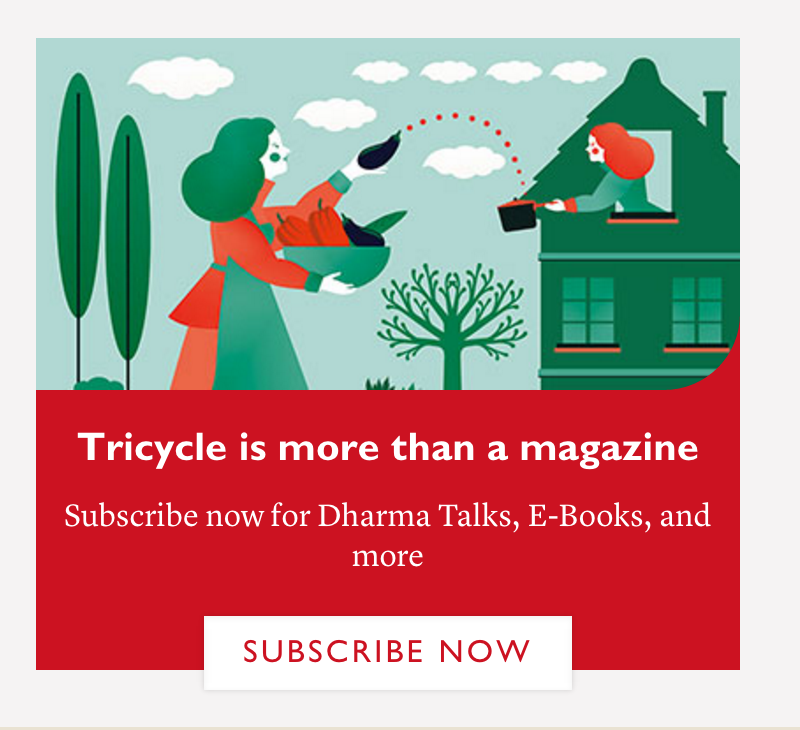 Tricycle is more than a magazine
Subscribe now for Dharma Talks, E-Books, and
more
SUBSCRIBE NOW